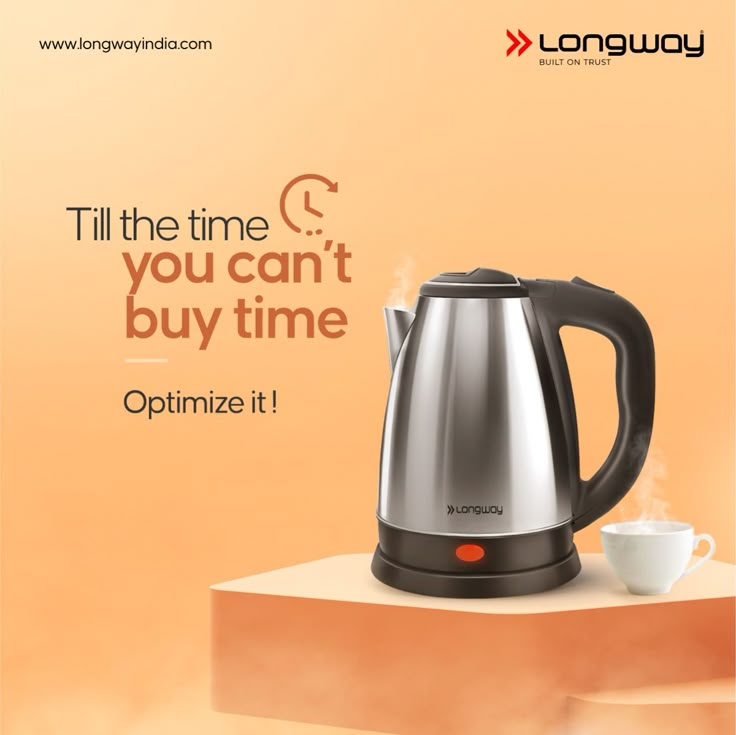 www.longwayindia.com
Longway
BUILT ON TRUST
Till the time
you can't
buy time
Optimize it !
Longway